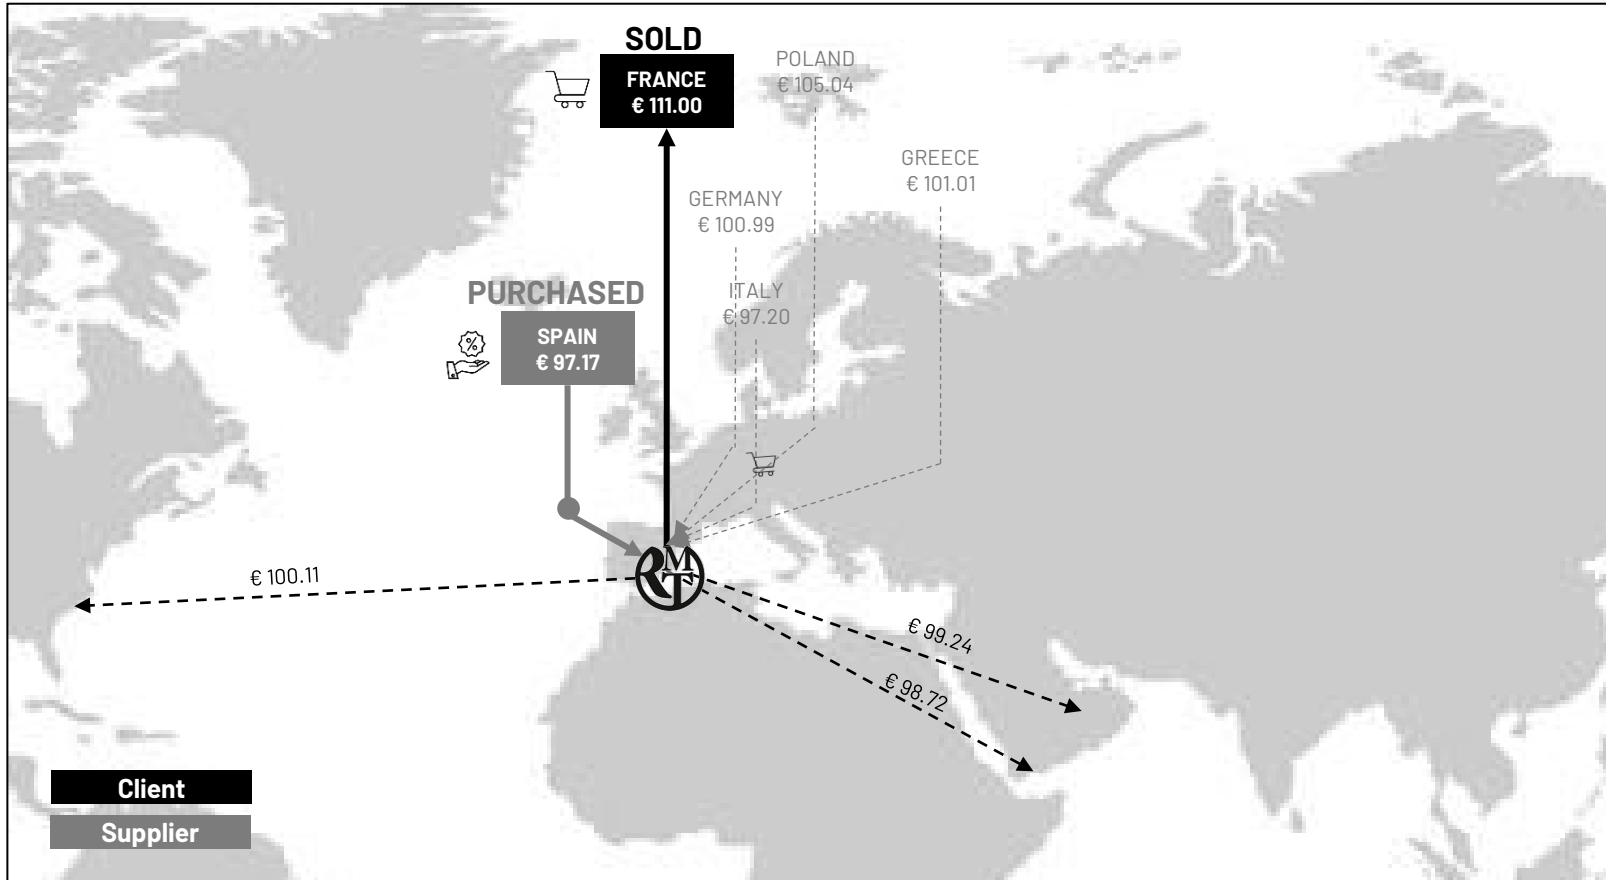 SOLD
FRANCE
€ 111.00
POLAND
€ 105.04
GREECE
€ 101.01
GERMANY
€ 100.99
PURCHASED
SPAIN
€ 97.17
%
ITALY
€ 97.20
RMT
€ 100.11
€ 99.24
€ 98.72
Client
Supplier